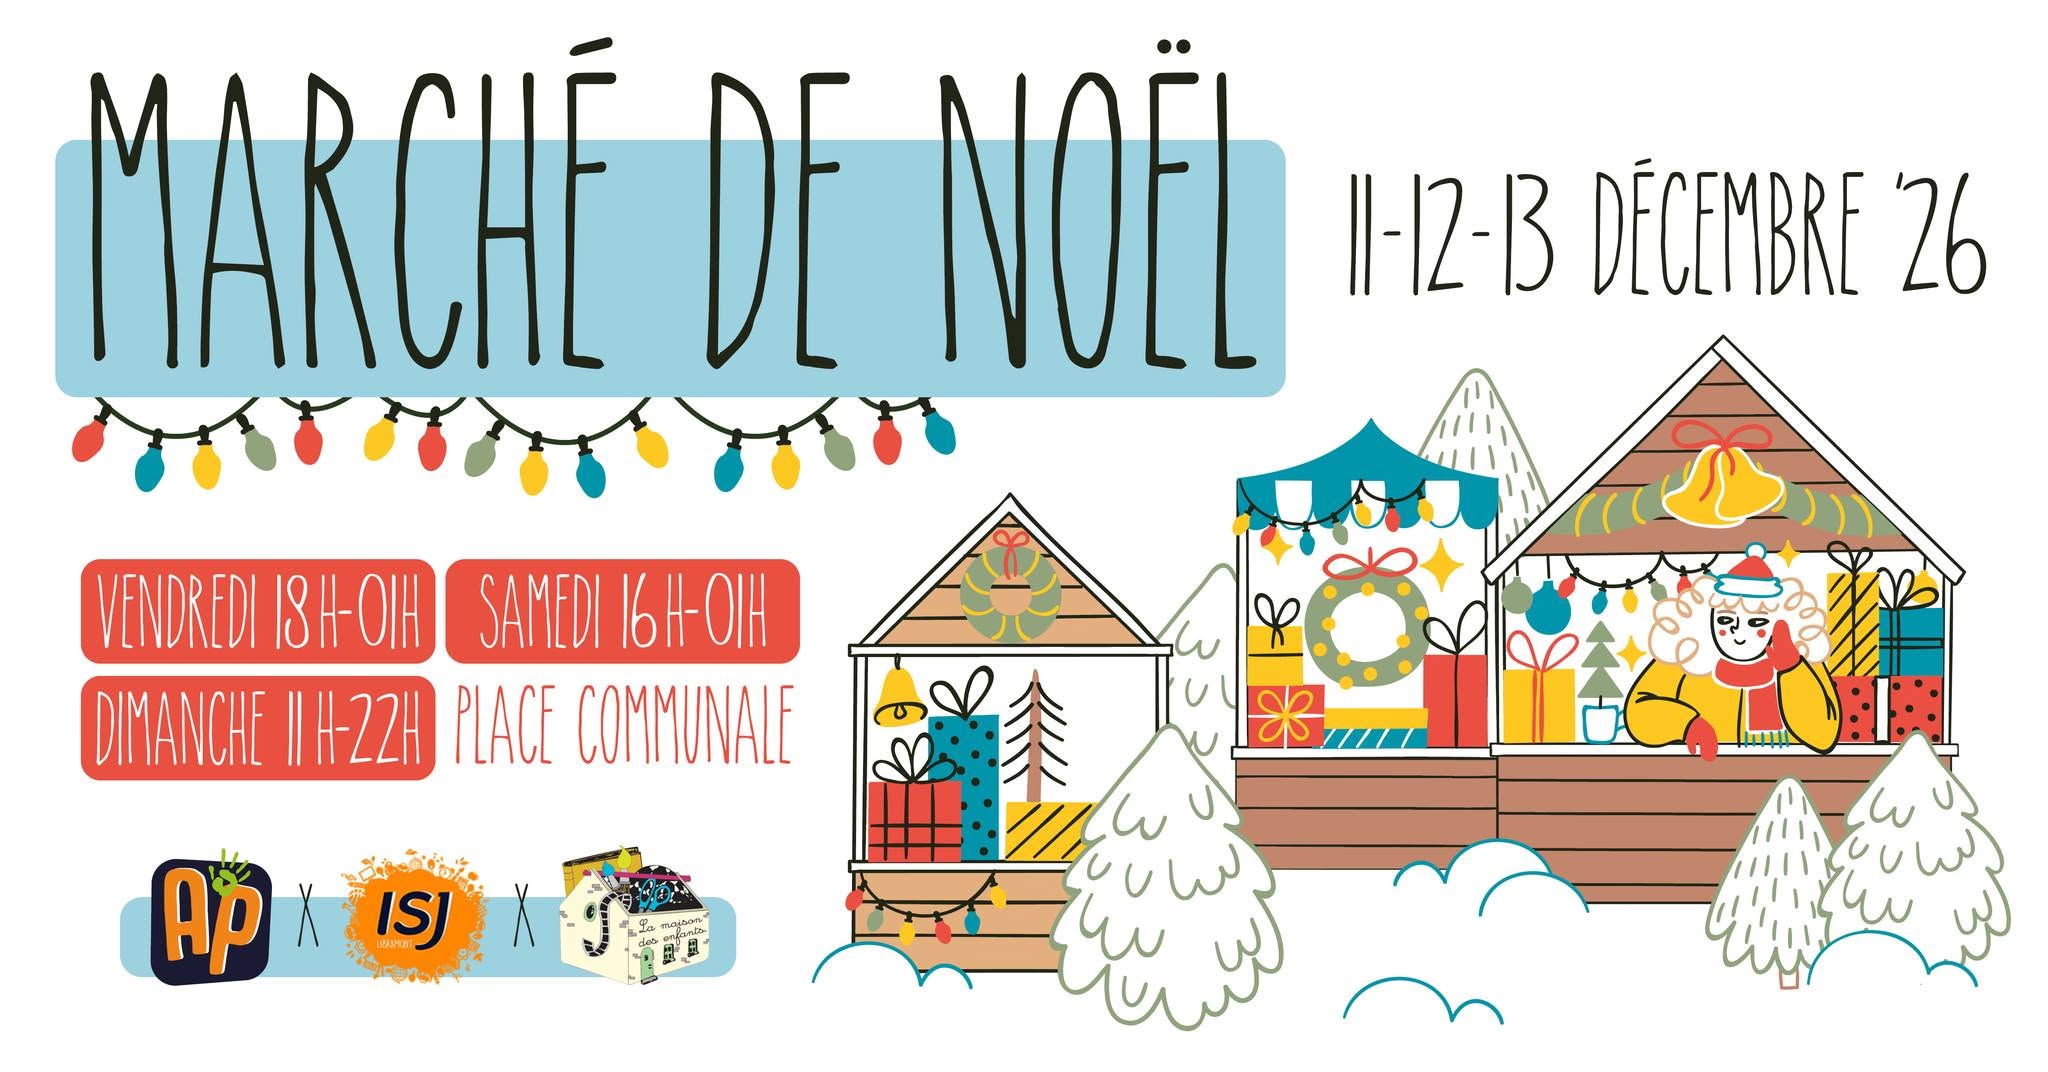 MARCHÉ DE NOËL
11-12-13 DÉCEMBRE '26
VENDREDI 18H-01H
SAMEDI 16H-01H
DIMANCHE 11H-22H
PLACE COMMUNALE
AP
X
ISJ
LIBRAMONT
X
La maison
des enfants